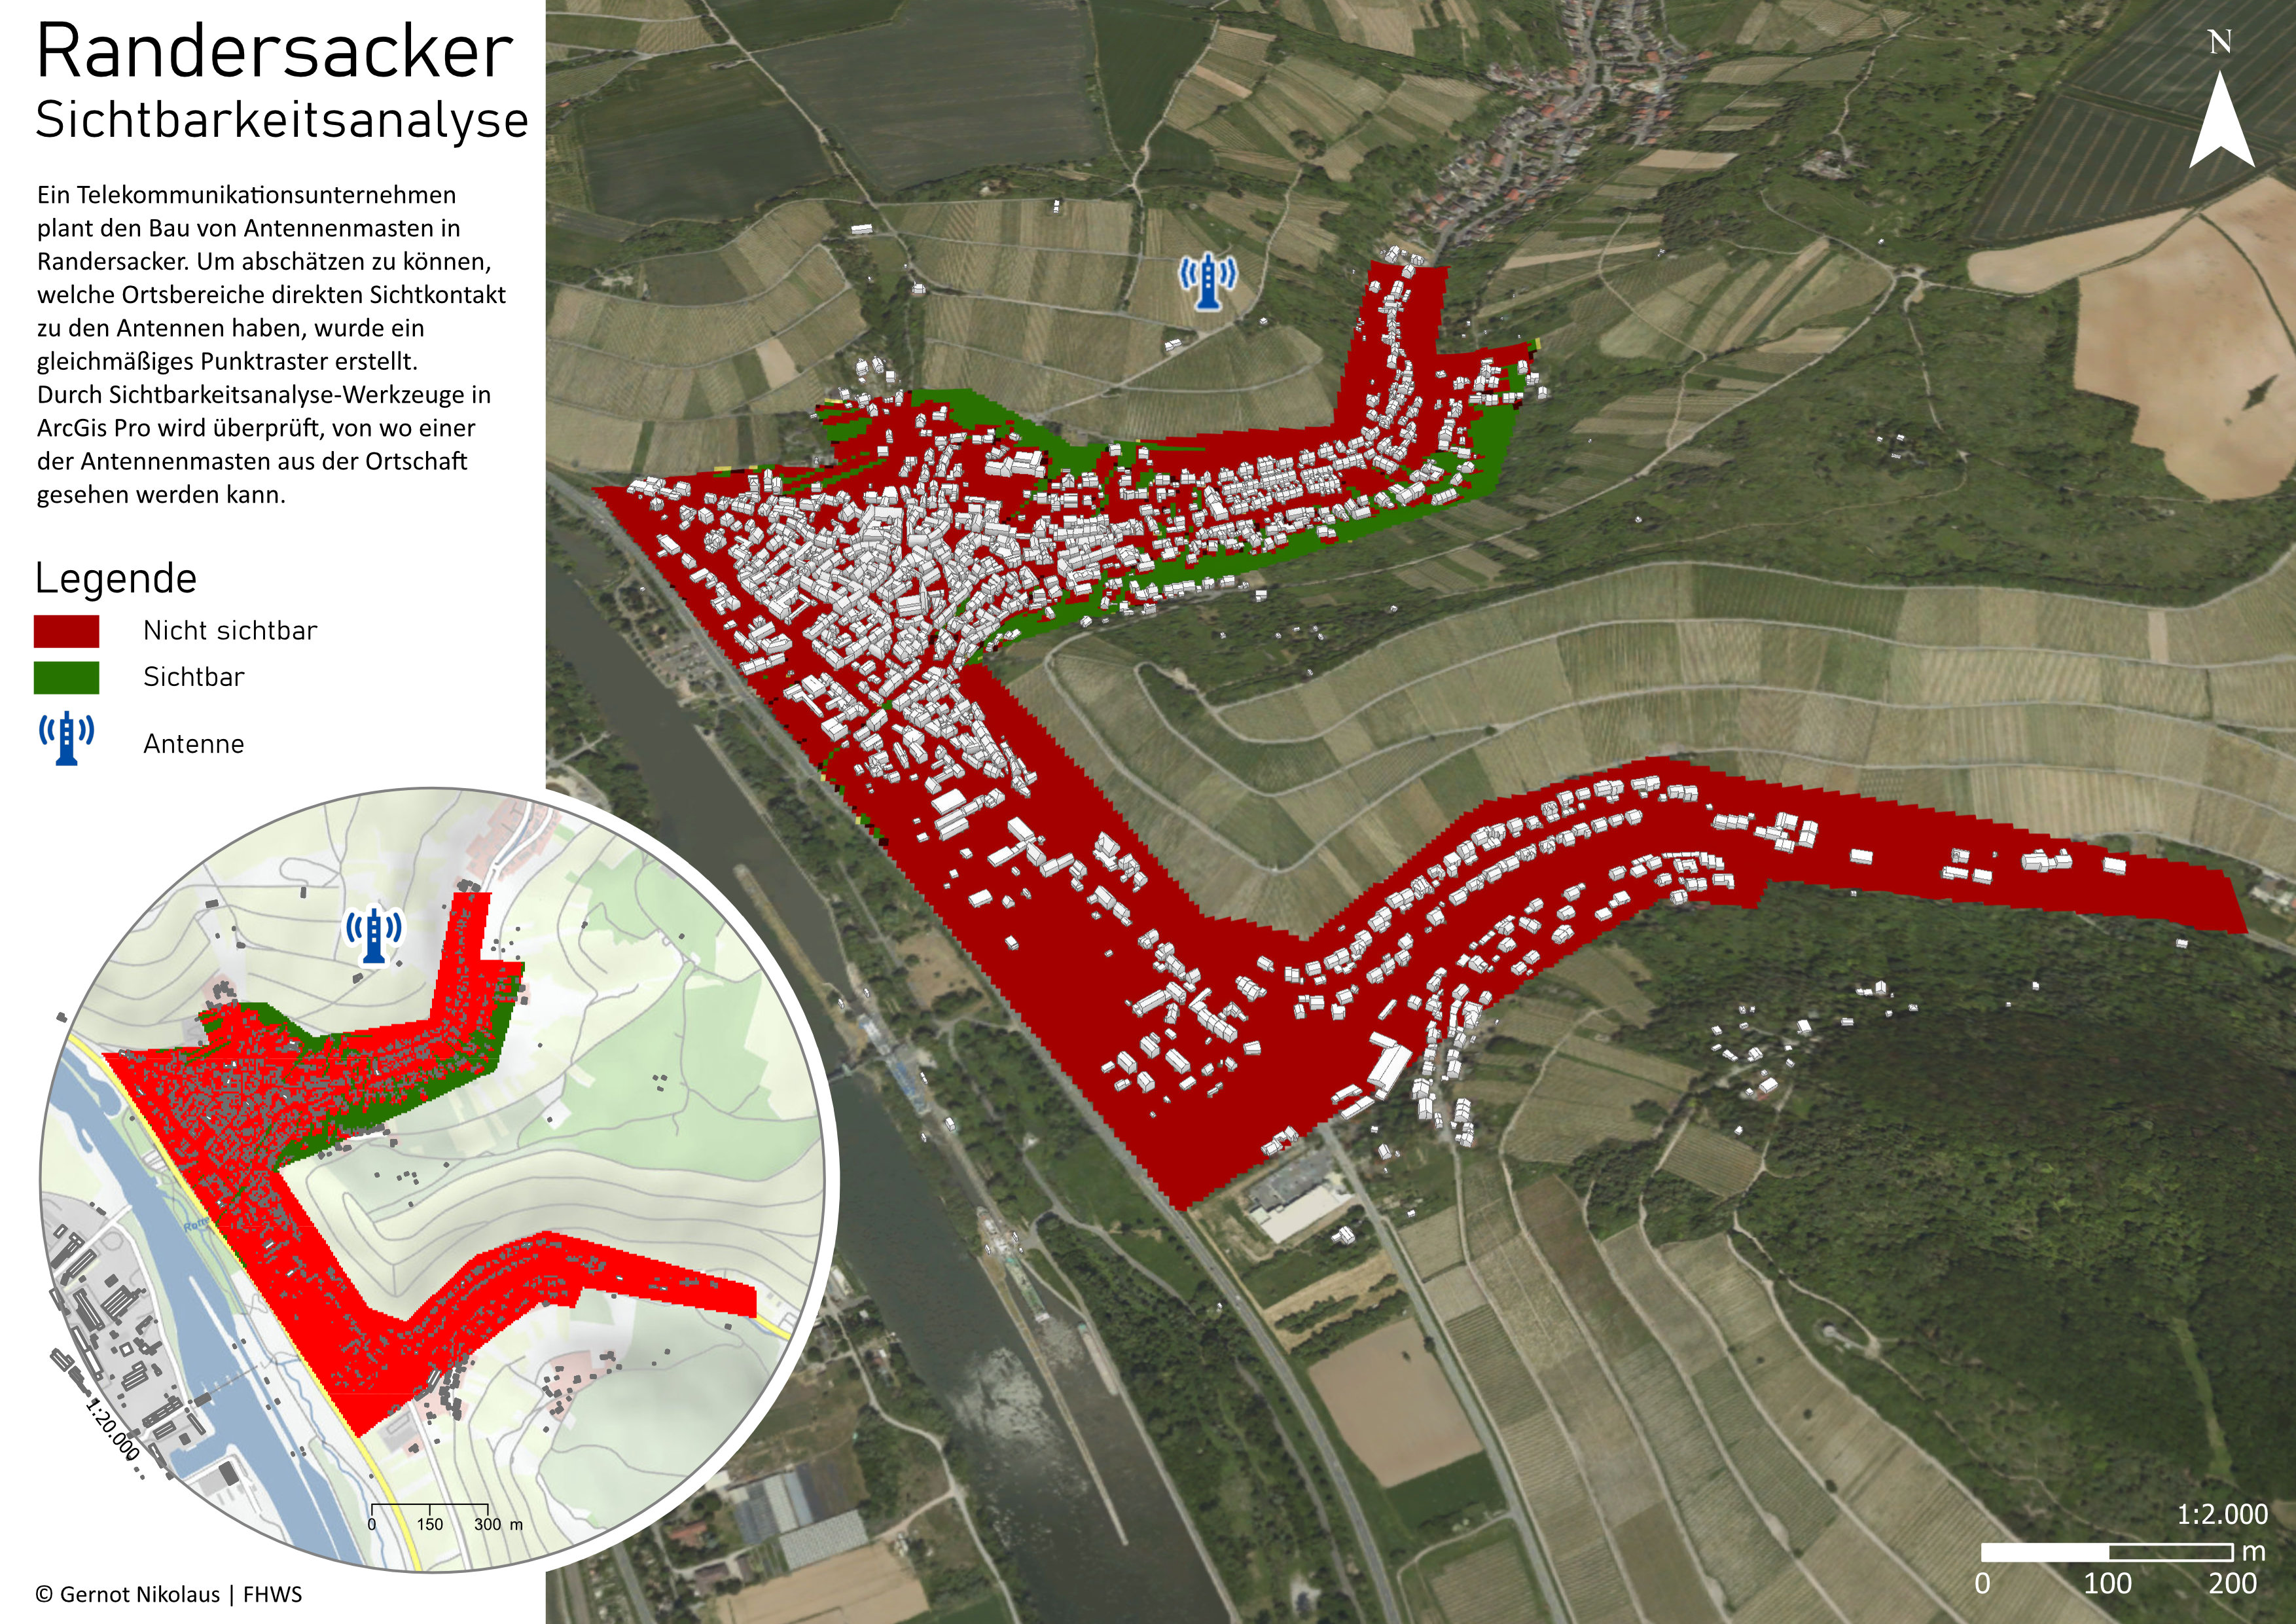 Randersacker
Sichtbarkeitsanalyse
Ein Telekommunikationsunternehmen
plant den Bau von Antennenmasten in
Randersacker. Um abschätzen zu können,
welche Ortsbereiche direkten Sichtkontakt
zu den Antennen haben, wurde ein
gleichmäßiges Punktraster erstellt.
Durch Sichtbarkeitsanalyse-Werkzeuge in
ArcGis Pro wird überprüft, von wo einer
der Antennenmasten aus der Ortschaft
gesehen werden kann.
Legende
Nicht sichtbar
Sichtbar
Antenne
1:20.000
0 150 300 m
© Gernot Nikolaus | FHWS
N
1:2.000
m
0 100 200